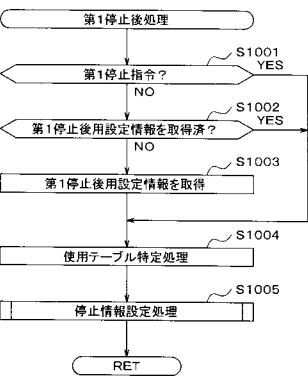 第1停止後処理
S1001
第1停止指令？
YES
NO
S1002
第1停止後用設定情報を取得済？
YES
NO
S1003
第1停止後用設定情報を取得
S1004
使用テーブル特定処理
S1005
停止情報設定処理
RET